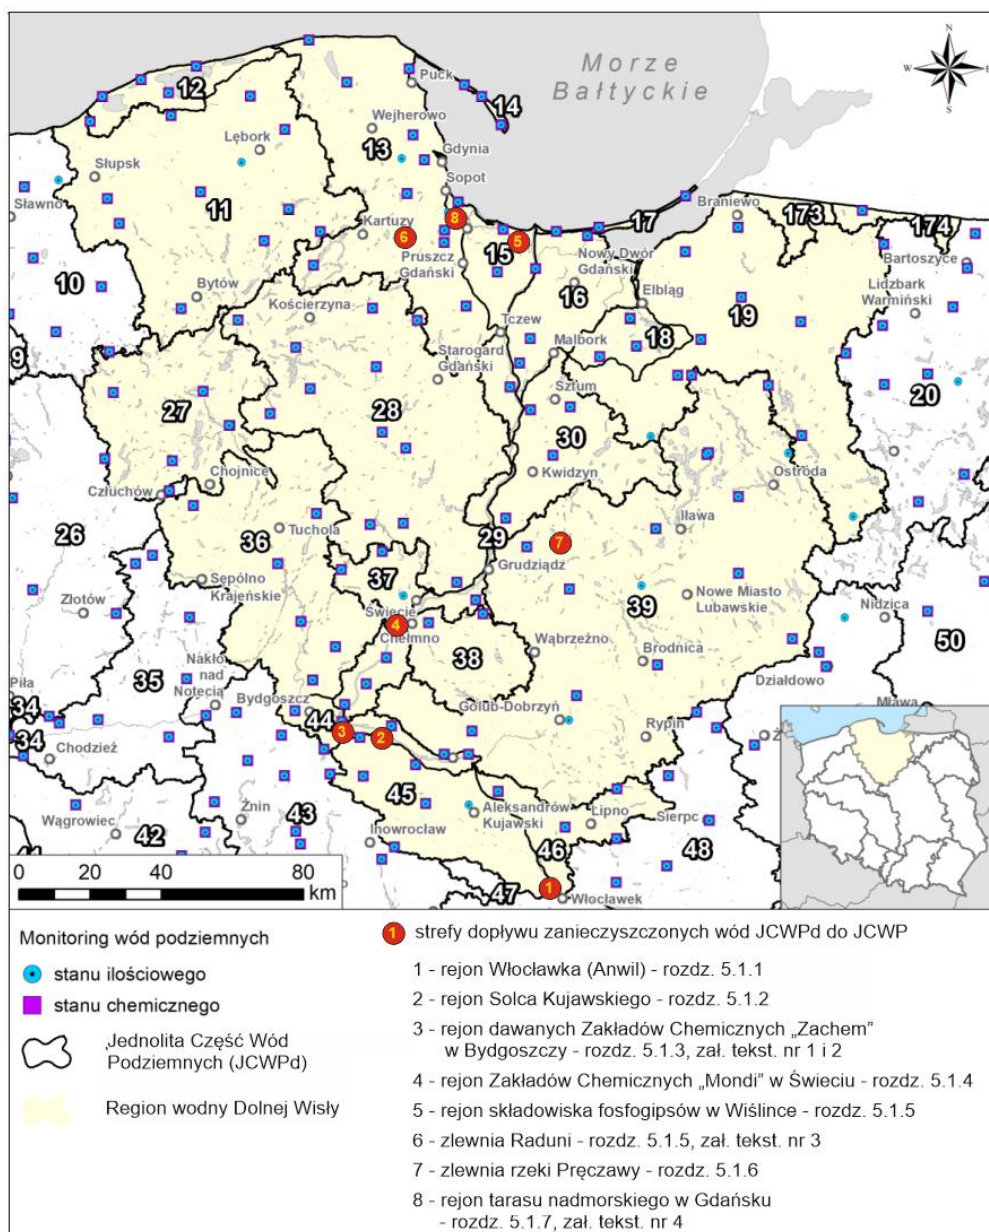 Morze
Bałtyckie
N
W
E
S
12
Puck
14
Wejherowo
13
Lębork
Gdynia
Słupsk
Sopot
Sławno
11
17
Braniewo
173
8
Kartuzy
6
5
174
15
Pruszcz
Gdański
Nowy Dwór
Gdański
Bartoszyce
10
16
Bytów
Elbląg
Lidzbark
Warmiński
Kościerzyna
19
Tczew
18
9
Malbork
Starogard
Gdański
Sztum
20
27
28
30
Chojnice
Kwidzyn
Ostróda
Człuchów
26
Tuchola
Iława
36
29
7
37
Grudziądz
Sępólno
Krajeńskie
39
Nowe Miasto
Lubawskie
Złotów
Nidzica
Świecie
4
Chełmno
Wąbrzeźno
50
38
Brodnica
35
Nakło
nad
Notecią
Działdowo
Piła
Bydgoszcz
Mława
34
44
Golub-Dobrzyń
Rypin
34
3
2
Chodzież
45
Żnin
Aleksandrów
Kujawski
Lipno
Sierpc
Wągrowiec
43
42
Inowrocław
46
48
41
47
1
Włocławek
0 20 40 80
km
Monitoring wód podziemnych
stanu ilościowego
stanu chemicznego
Jednolita Część Wód
Podziemnych (JCWPd)
Region wodny Dolnej Wisły
1 strefy dopływu zanieczyszczonych wód JCWPd do JCWP
1 - rejon Włocławka (Anwil) - rozdz. 5.1.1
2 - rejon Solca Kujawskiego - rozdz. 5.1.2
3 - rejon dawanych Zakładów Chemicznych „Zachem”
w Bydgoszczy - rozdz. 5.1.3, zał. tekst. nr 1 i 2
4 - rejon Zakładów Chemicznych „Mondi” w Świeciu - rozdz. 5.1.4
5 - rejon składowiska fosfogipsów w Wiślince - rozdz. 5.1.5
6 - zlewnia Raduni - rozdz. 5.1.5, zał. tekst. nr 3
7 - zlewnia rzeki Pręczawy - rozdz. 5.1.6
8 - rejon tarasu nadmorskiego w Gdańsku
- rozdz. 5.1.7, zał. tekst. nr 4